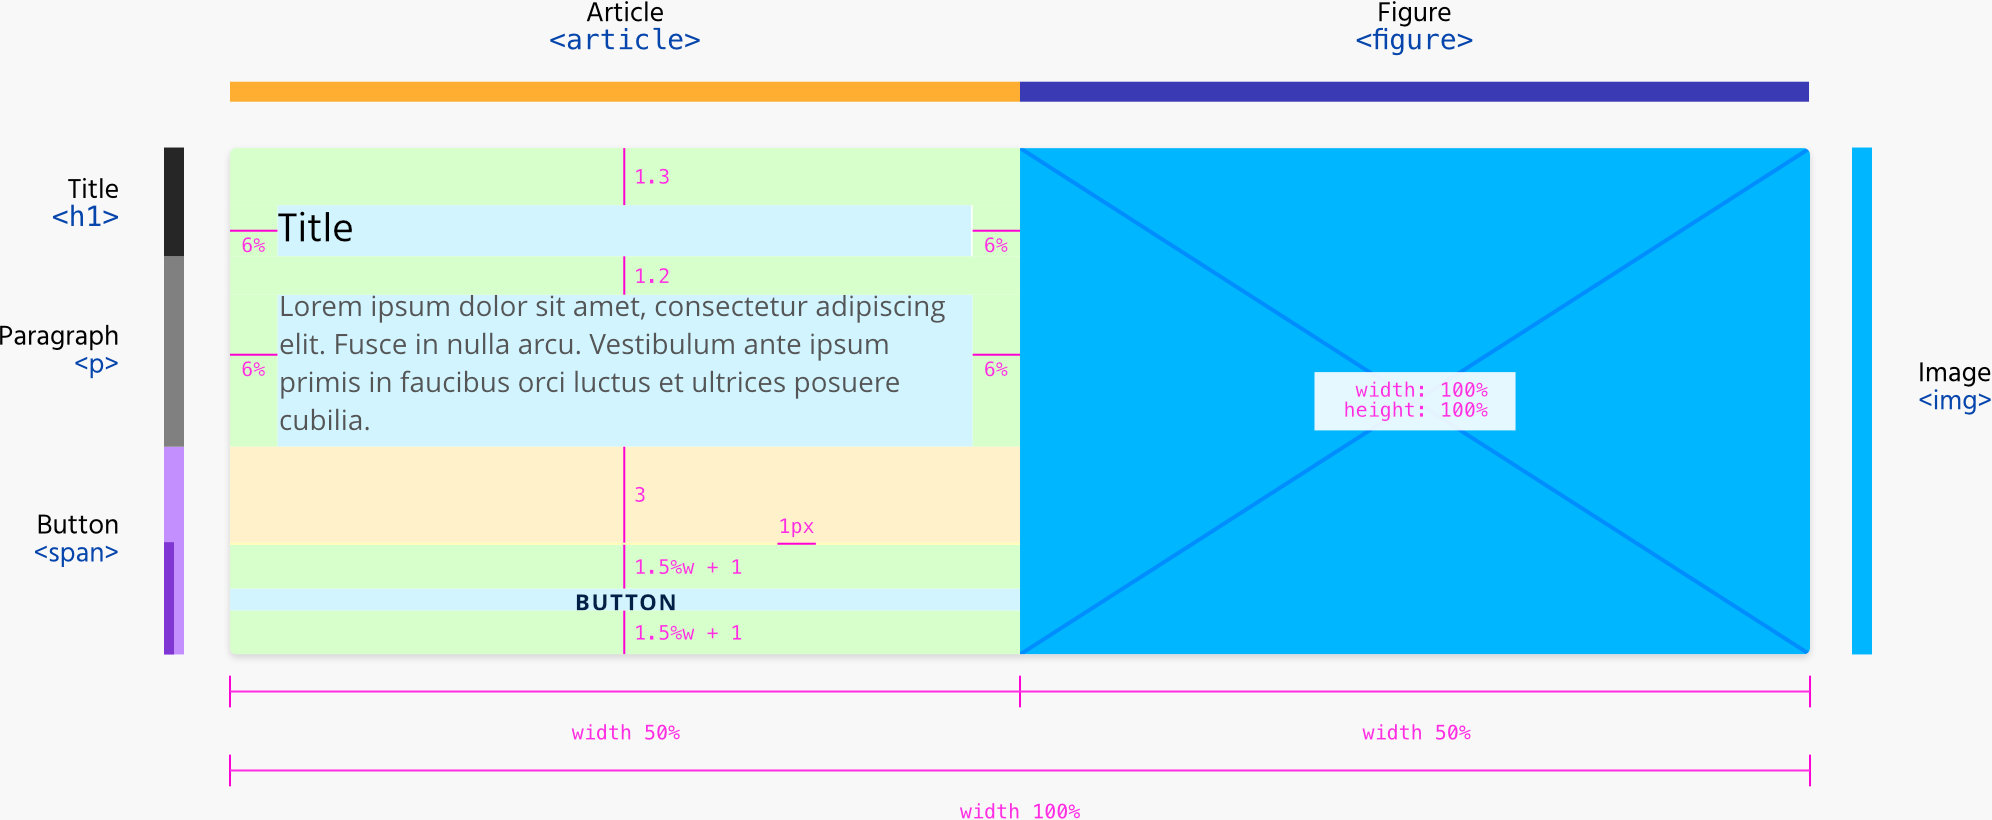 Article
<article>
Figure
<figure>
Title
<h1>
1.3
Title
6%
6%
1.2
Paragraph
<p>
Lorem ipsum dolor sit amet, consectetur adipiscing
elit. Fusce in nulla arcu. Vestibulum ante ipsum
primis in faucibus orci luctus et ultrices posuere
cubilia.
6%
6%
width: 100%
height: 100%
Image
<img>
Button
<span>
3
1px
1.5%w + 1
BUTTON
1.5%w + 1
width 50%
width 50%
width 100%